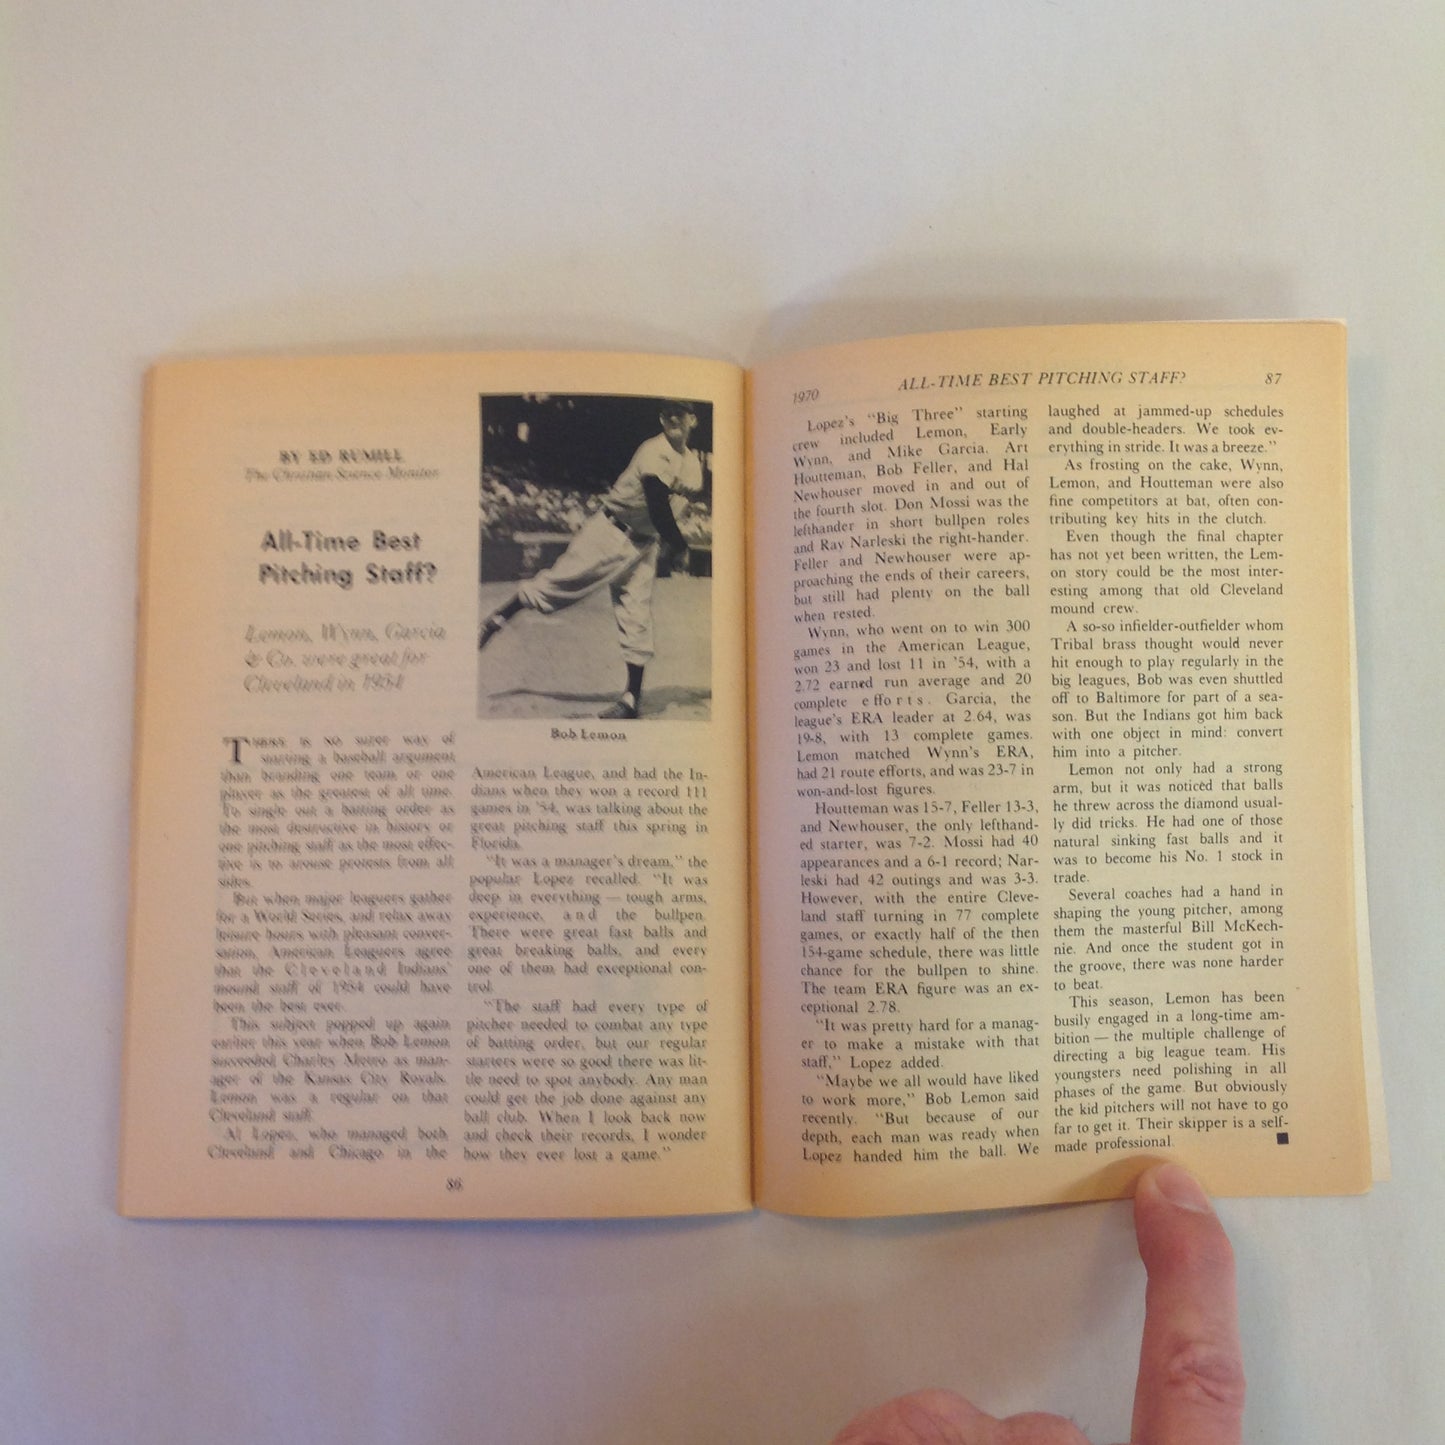 BY ED RUMILL
The Christian Science Monitor
All-Time Best
Pitching Staff?
Lemon, Wynn, Garcia
& Co. were great for
Cleveland in 1954
Bob Lemon
THERE IS NO surer way of
starting a baseball argument
than branding one team or one
player as the greatest of all time.
To single out a batting order as
the most destructive in history or
one pitching staff as the most effec-
tive is to arouse protests from all
sides.
But when major leaguers gather
for a World Series, and relax away
leisure hours with pleasant conver-
sation, American Leaguers agree
that the Cleveland Indians'
mound staff of 1954 could have
been the best ever.
This subject popped up again
earlier this year when Bob Lemon
succeeded Charley Metro as man-
ager of the Kansas City Royals.
Lemon was a regular on that
Cleveland staff.
Al Lopez, who managed both
Cleveland and Chicago in the
American League, and had the In-
dians when they won a record 111
games in '54, was talking about the
great pitching staff this spring in
Florida.
"It was a manager's dream," the
popular Lopez recalled. "It was
deep in everything — tough arms,
experience, and the bullpen.
There were great fast balls and
great breaking balls, and every
one of them had exceptional con-
trol.
"The staff had every type of
pitcher needed to combat any type
of batting order, but our regular
starters were so good there was lit-
tle need to spot anybody. Any man
could get the job done against any
ball club. When I look back now
and check their records, I wonder
how they ever lost a game."
86
1970
ALL-TIME BEST PITCHING STAFF?
87
Lopez's "Big Three" starting
crew included Lemon, Early
Wynn, and Mike Garcia. Art
Houtteman, Bob Feller, and Hal
Newhouser moved in and out of
the fourth slot. Don Mossi was the
lefthander in short bullpen roles
and Ray Narleski the right-hander.
Feller and Newhouser were ap-
proaching the ends of their careers,
but still had plenty on the ball
when rested.
Wynn, who went on to win 300
games in the American League,
won 23 and lost 11 in '54, with a
2.72 earned run average and 20
complete efforts. Garcia, the
league's ERA leader at 2.64, was
19-8, with 13 complete games.
Lemon matched Wynn's ERA,
had 21 route efforts, and was 23-7 in
won-and-lost figures.
Houtteman was 15-7, Feller 13-3,
and Newhouser, the only lefthand-
ed starter, was 7-2. Mossi had 40
appearances and a 6-1 record; Nar-
leski had 42 outings and was 3-3.
However, with the entire Cleve-
land staff turning in 77 complete
games, or exactly half of the then
154-game schedule, there was little
chance for the bullpen to shine.
The team ERA figure was an ex-
ceptional 2.78.
"It was pretty hard for a manag-
er to make a mistake with that
staff," Lopez added.
"Maybe we all would have liked
to work more," Bob Lemon said
recently. "But because of our
depth, each man was ready when
Lopez handed him the ball. We
laughed at jammed-up schedules
and double-headers. We took ev-
erything in stride. It was a breeze."
As frosting on the cake, Wynn,
Lemon, and Houtteman were also
fine competitors at bat, often con-
tributing key hits in the clutch.
Even though the final chapter
has not yet been written, the Lem-
on story could be the most inter-
esting among that old Cleveland
mound crew.
A so-so infielder-outfielder whom
Tribal brass thought would never
hit enough to play regularly in the
big leagues, Bob was even shuttled
off to Baltimore for part of a sea-
son. But the Indians got him back
with one object in mind: convert
him into a pitcher.
Lemon not only had a strong
arm, but it was noticed that balls
he threw across the diamond usual-
ly did tricks. He had one of those
natural sinking fast balls and it
was to become his No. 1 stock in
trade.
Several coaches had a hand in
shaping the young pitcher, among
them the masterful Bill McKech-
nie. And once the student got in
the groove, there was none harder
to beat.
This season, Lemon has been
busily engaged in a long-time am-
bition — the multiple challenge of
directing a big league team. His
youngsters need polishing in all
phases of the game. But obviously
the kid pitchers will not have to go
far to get it. Their skipper is a self-
made professional.